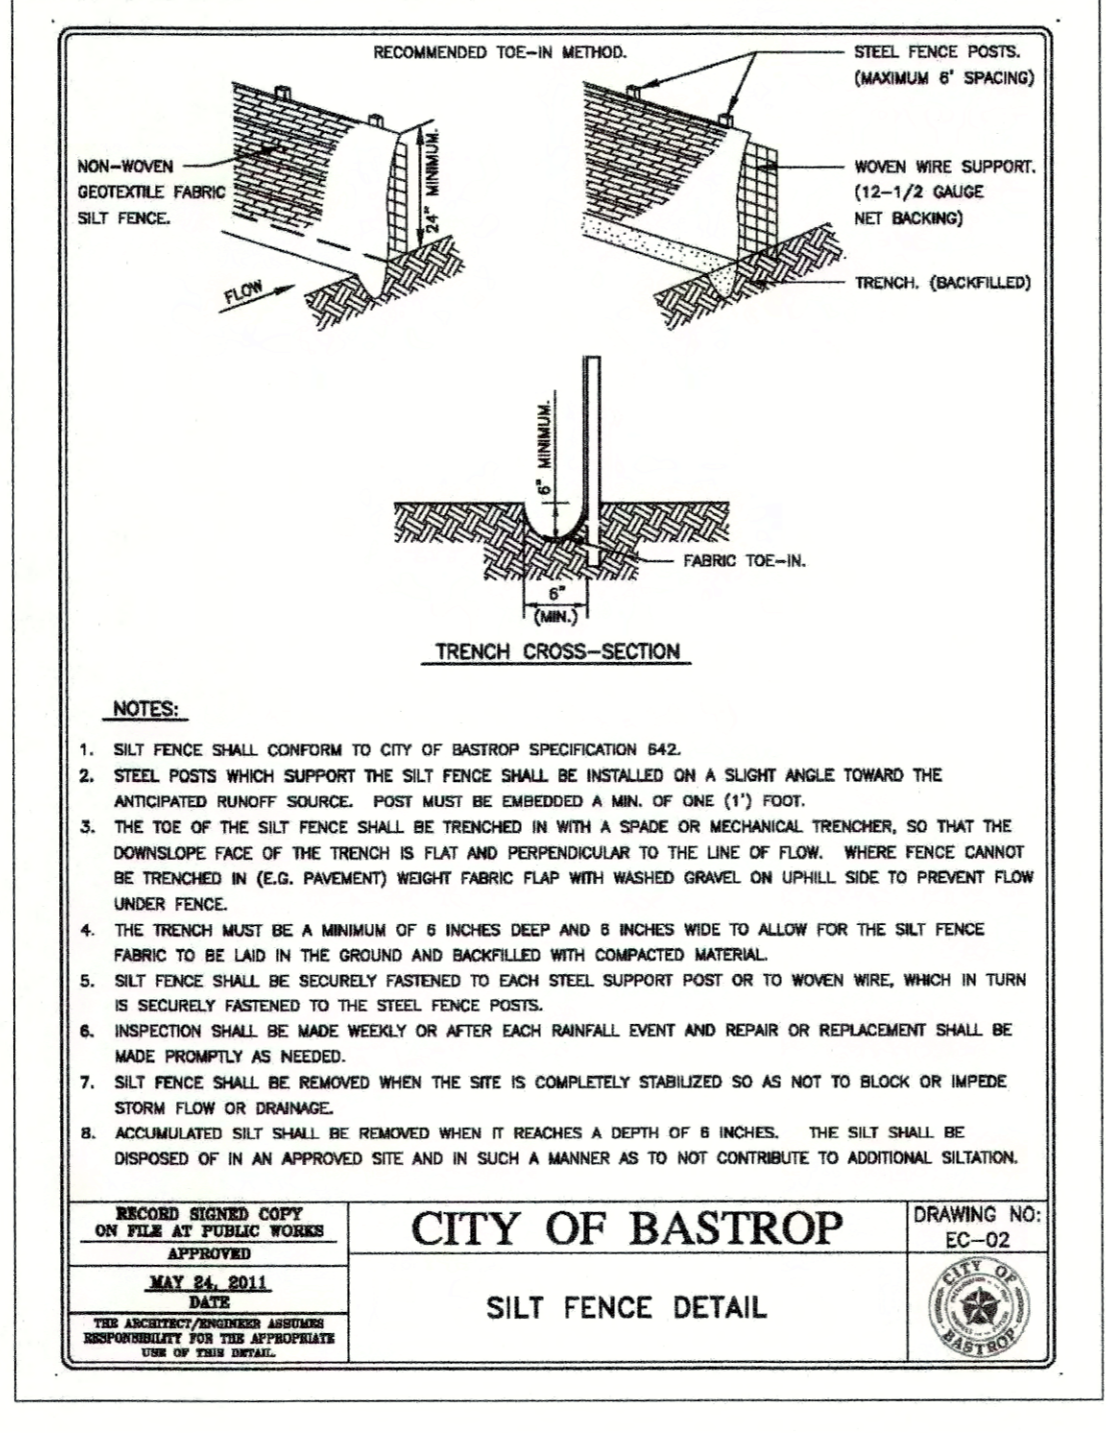 RECOMMENDED TOE-IN METHOD.
STEEL FENCE POSTS.
(MAXIMUM 6' SPACING)
NON-WOVEN
GEOTEXTILE FABRIC
SILT FENCE.
24" MINIMUM.
WOVEN WIRE SUPPORT.
(12-1/2 GAUGE
NET BACKING)
FLOW
TRENCH. (BACKFILLED)
6" MINIMUM.
FABRIC TOE-IN.
6"
(MIN.)
TRENCH CROSS-SECTION
NOTES:
1. SILT FENCE SHALL CONFORM TO CITY OF BASTROP SPECIFICATION 642.
2. STEEL POSTS WHICH SUPPORT THE SILT FENCE SHALL BE INSTALLED ON A SLIGHT ANGLE TOWARD THE
ANTICIPATED RUNOFF SOURCE. POST MUST BE EMBEDDED A MIN. OF ONE (1') FOOT.
3. THE TOE OF THE SILT FENCE SHALL BE TRENCHED IN WITH A SPADE OR MECHANICAL TRENCHER, SO THAT THE
DOWNSLOPE FACE OF THE TRENCH IS FLAT AND PERPENDICULAR TO THE LINE OF FLOW. WHERE FENCE CANNOT
BE TRENCHED IN (E.G. PAVEMENT) WEIGHT FABRIC FLAP WITH WASHED GRAVEL ON UPHILL SIDE TO PREVENT FLOW
UNDER FENCE.
4. THE TRENCH MUST BE A MINIMUM OF 6 INCHES DEEP AND 6 INCHES WIDE TO ALLOW FOR THE SILT FENCE
FABRIC TO BE LAID IN THE GROUND AND BACKFILLED WITH COMPACTED MATERIAL.
5. SILT FENCE SHALL BE SECURELY FASTENED TO EACH STEEL SUPPORT POST OR TO WOVEN WIRE, WHICH IN TURN
IS SECURELY FASTENED TO THE STEEL FENCE POSTS.
6. INSPECTION SHALL BE MADE WEEKLY OR AFTER EACH RAINFALL EVENT AND REPAIR OR REPLACEMENT SHALL BE
MADE PROMPTLY AS NEEDED.
7. SILT FENCE SHALL BE REMOVED WHEN THE SITE IS COMPLETELY STABILIZED SO AS NOT TO BLOCK OR IMPEDE
STORM FLOW OR DRAINAGE.
8. ACCUMULATED SILT SHALL BE REMOVED WHEN IT REACHES A DEPTH OF 6 INCHES. THE SILT SHALL BE
DISPOSED OF IN AN APPROVED SITE AND IN SUCH A MANNER AS TO NOT CONTRIBUTE TO ADDITIONAL SILTATION.
RECORD SIGNED COPY
ON FILE AT PUBLIC WORKS
APPROVED
MAY 24, 2011
DATE
THE ARCHITECT/ENGINEER ASSUMES
RESPONSIBILITY FOR THE APPROPRIATE
USE OF THIS DETAIL.
CITY OF BASTROP
SILT FENCE DETAIL
DRAWING NO:
EC-02
CITY OF
BASTROP